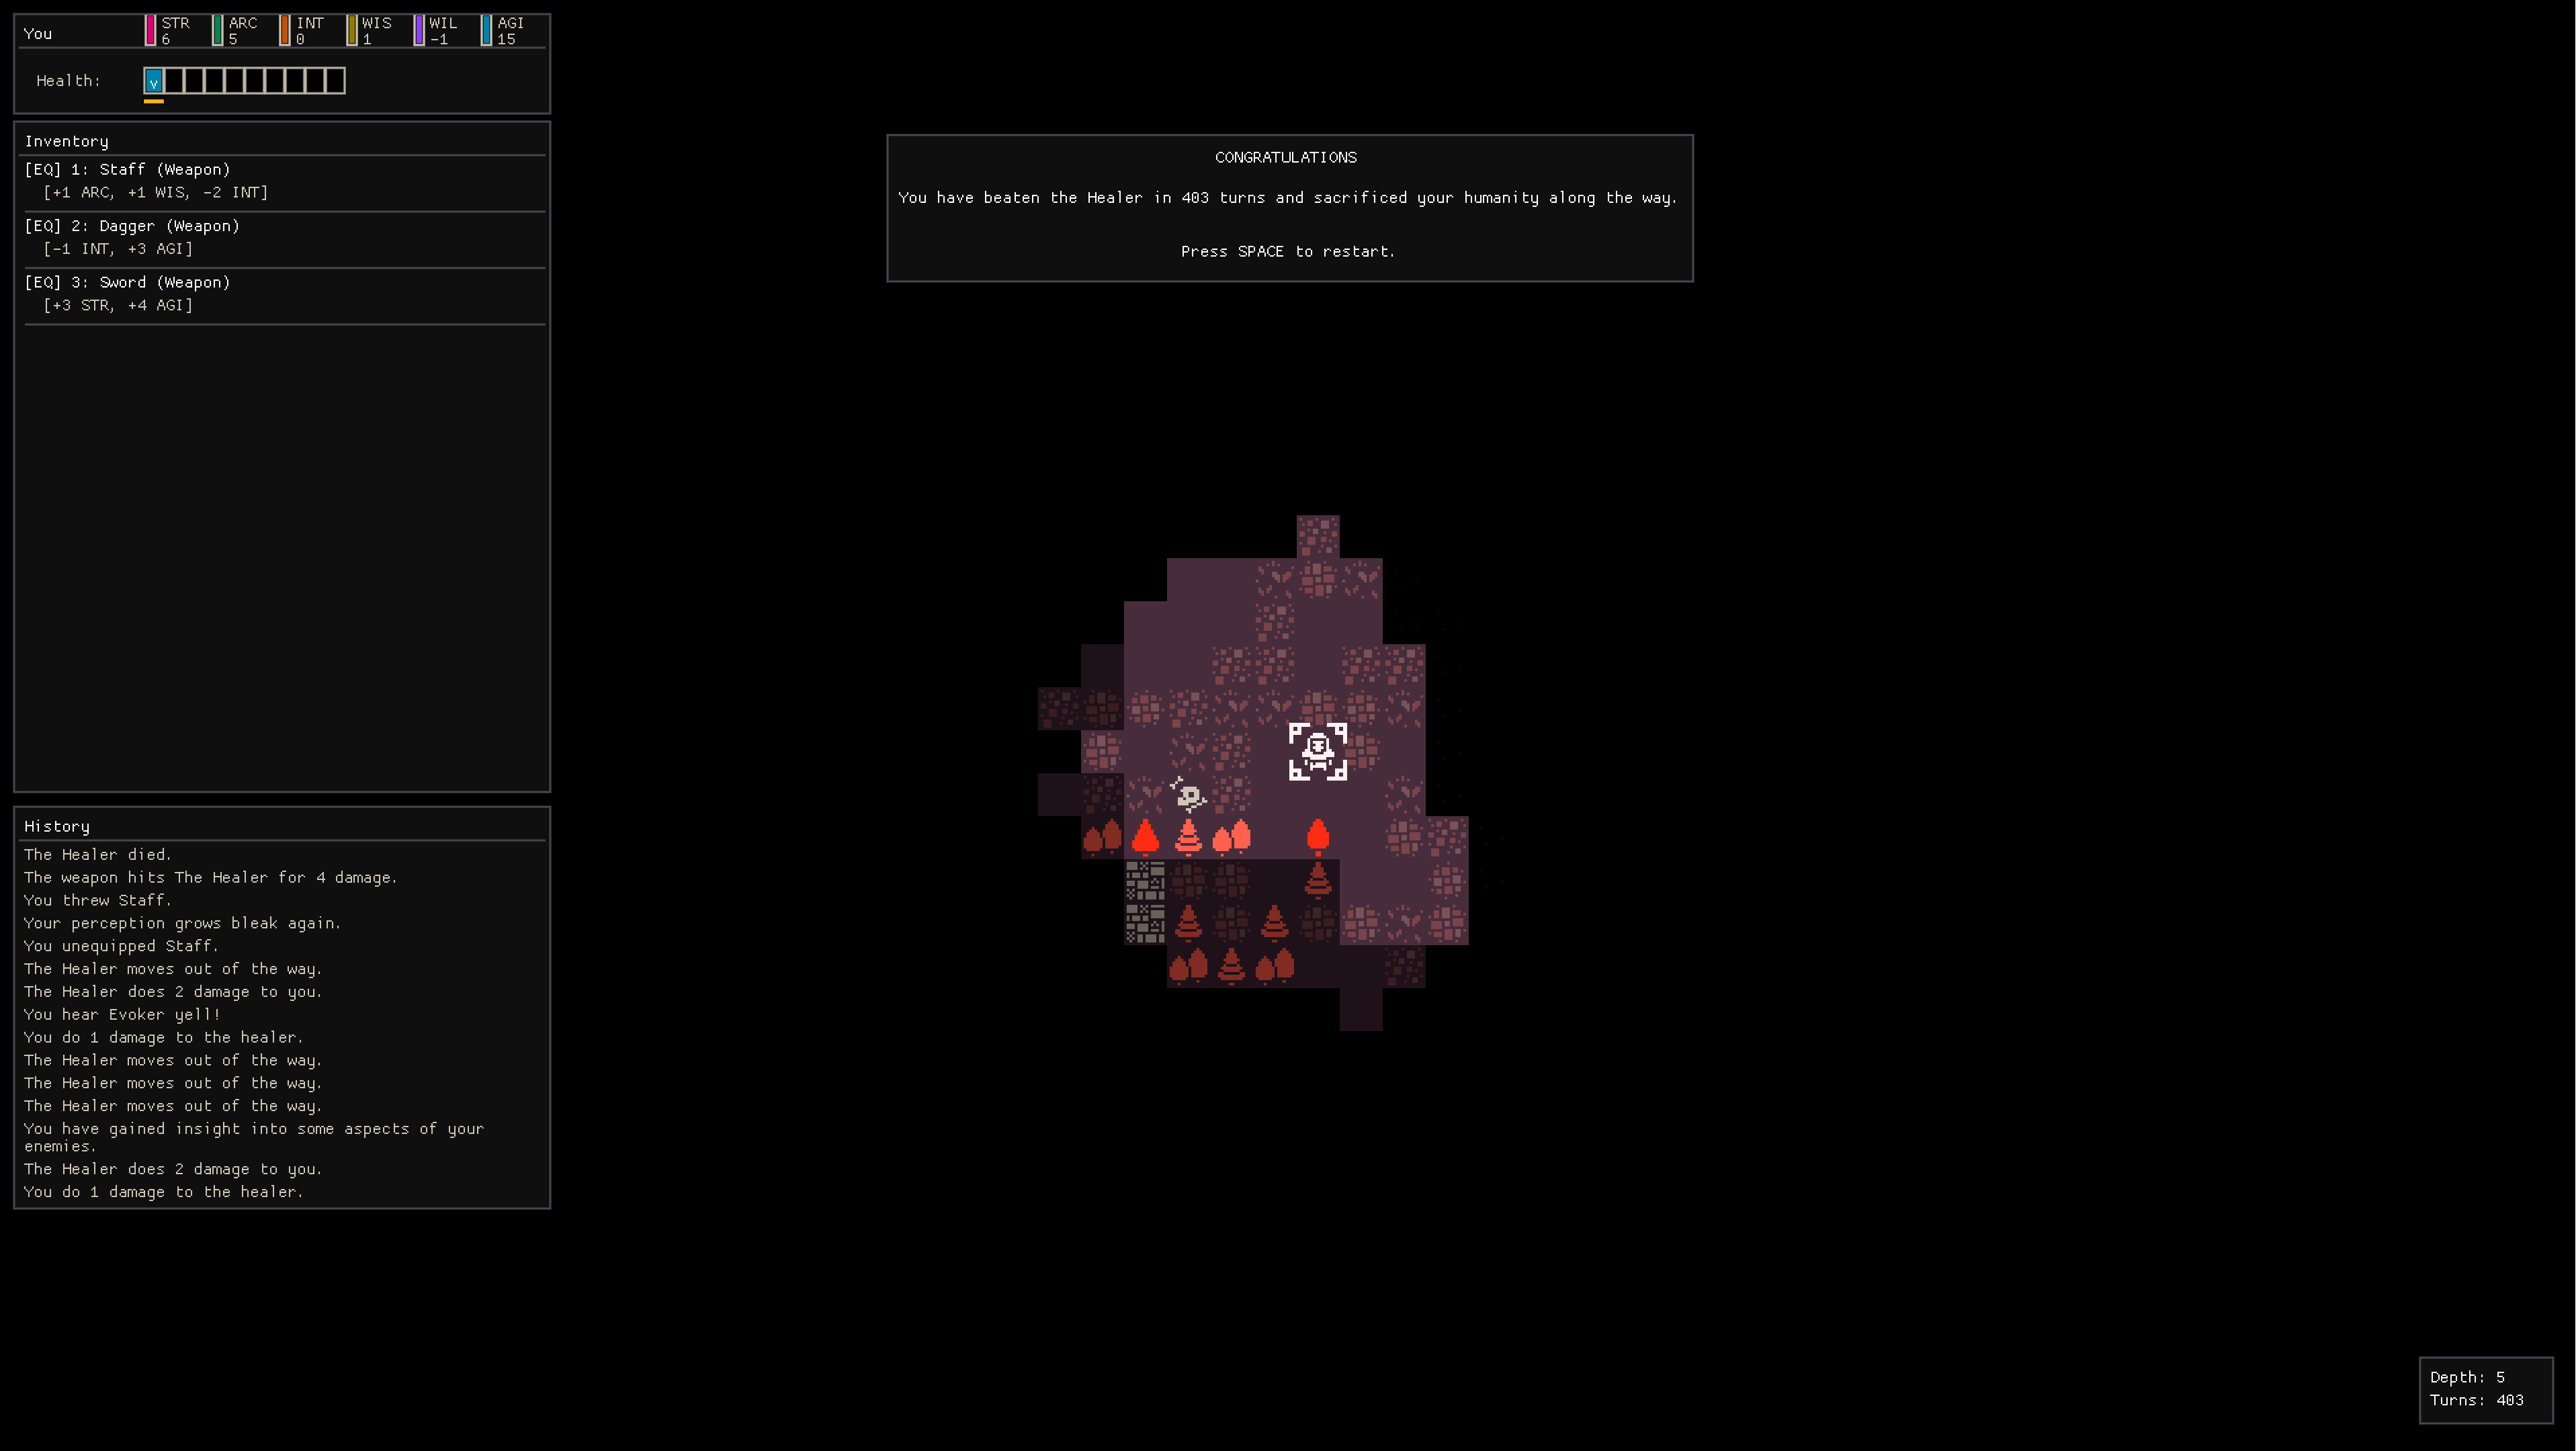 You
STR ARC INT WIS WIL AGI
6 5 0 1 -1 15
Health: v
Inventory
[EQ] 1: Staff (Weapon)
[+1 ARC, +1 WIS, -2 INT]
[EQ] 2: Dagger (Weapon)
[-1 INT, +3 AGI]
[EQ] 3: Sword (Weapon)
[+3 STR, +4 AGI]
History
The Healer died.
The weapon hits The Healer for 4 damage.
You threw Staff.
Your perception grows bleak again.
You unequipped Staff.
The Healer moves out of the way.
The Healer does 2 damage to you.
You hear Evoker yell!
You do 1 damage to the healer.
The Healer moves out of the way.
The Healer moves out of the way.
The Healer moves out of the way.
You have gained insight into some aspects of your
enemies.
The Healer does 2 damage to you.
You do 1 damage to the healer.
CONGRATULATIONS
You have beaten the Healer in 403 turns and sacrificed your humanity along the way.
Press SPACE to restart.
Depth: 5
Turns: 403